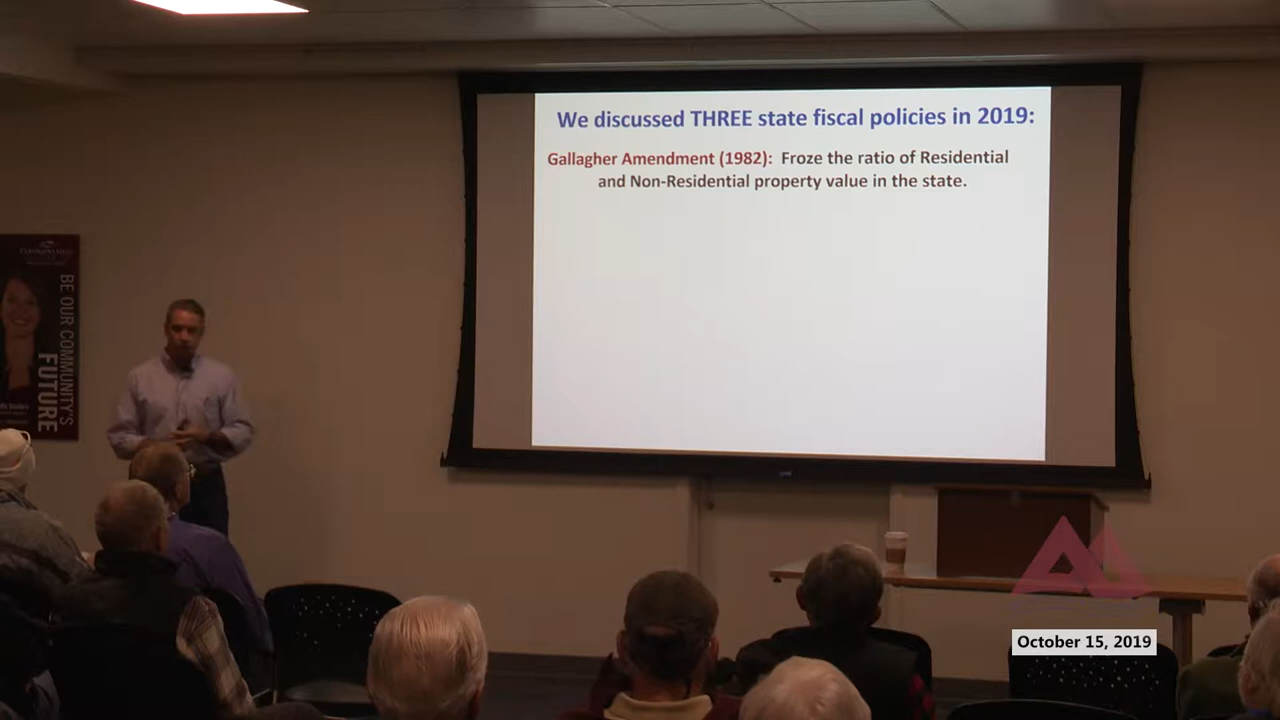 We discussed THREE state fiscal policies in 2019:
Gallagher Amendment (1982): Froze the ratio of Residential
and Non-Residential property value in the state.
BE OUR COMMUNITY'S
FUTURE
October 15, 2019